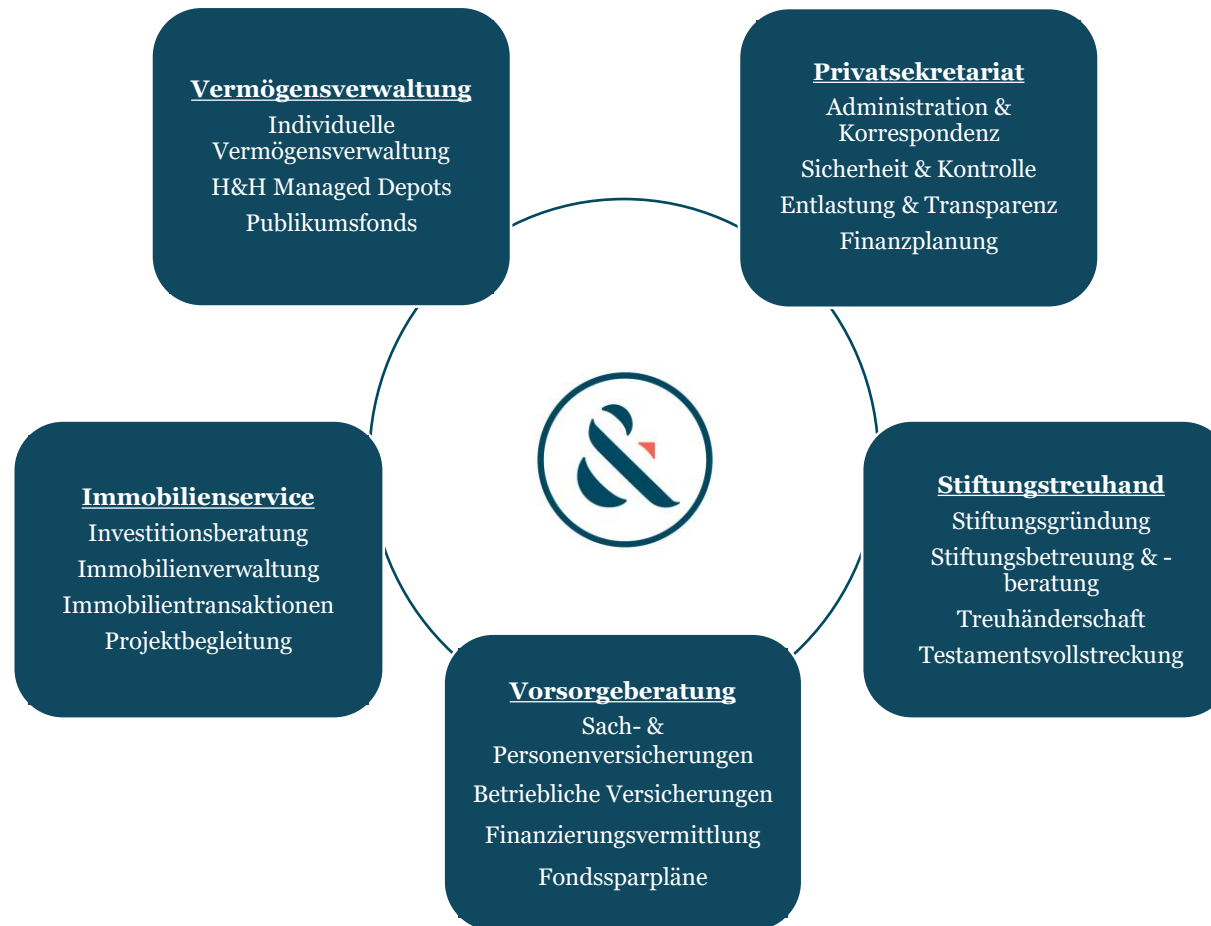 Vermögensverwaltung
Individuelle
Vermögensverwaltung
H&H Managed Depots
Publikumsfonds
Privatsekretariat
Administration &
Korrespondenz
Sicherheit & Kontrolle
Entlastung & Transparenz
Finanzplanung
&
Immobilienservice
Investitionsberatung
Immobilienverwaltung
Immobilientransaktionen
Projektbegleitung
Stiftungstreuhand
Stiftungsgründung
Stiftungsbetreuung & -
beratung
Treuhänderschaft
Testamentsvollstreckung
Vorsorgeberatung
Sach- &
Personenversicherungen
Betriebliche Versicherungen
Finanzierungsvermittlung
Fondssparpläne